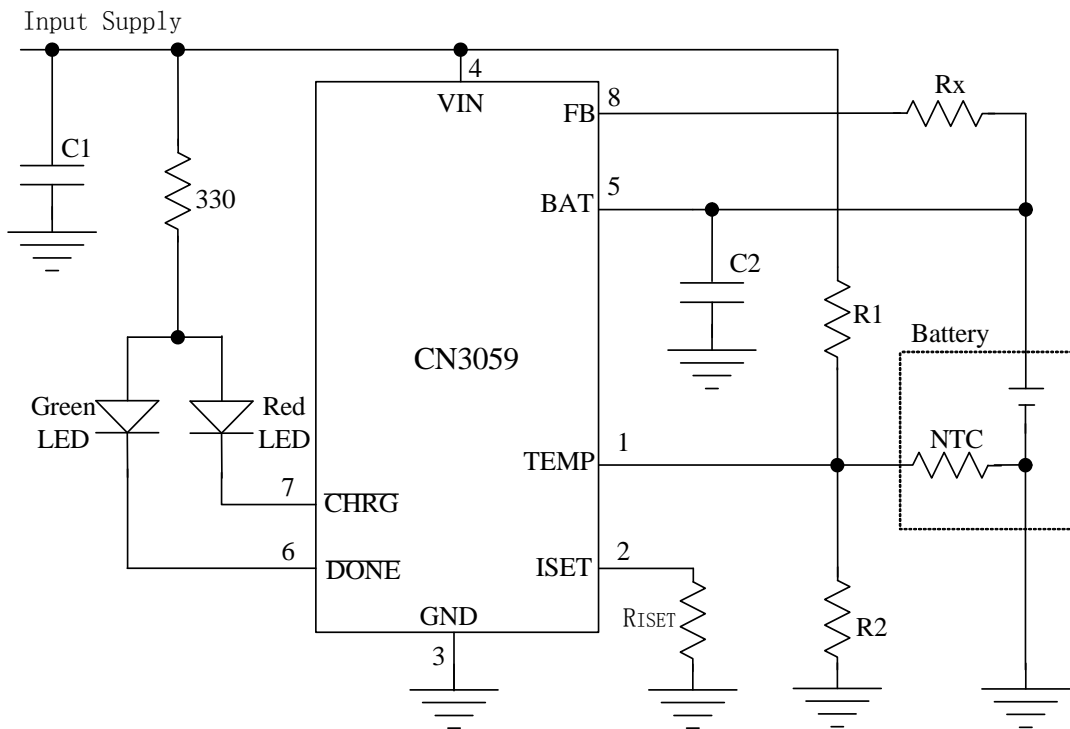 Input Supply
4
VIN
8
FB
Rx
C1
330
5
BAT
C2
R1
Battery
CN3059
Green
LED
Red
LED
NTC
1
TEMP
7
CHRG
6
DONE
2
ISET
RISET
R2
GND
3